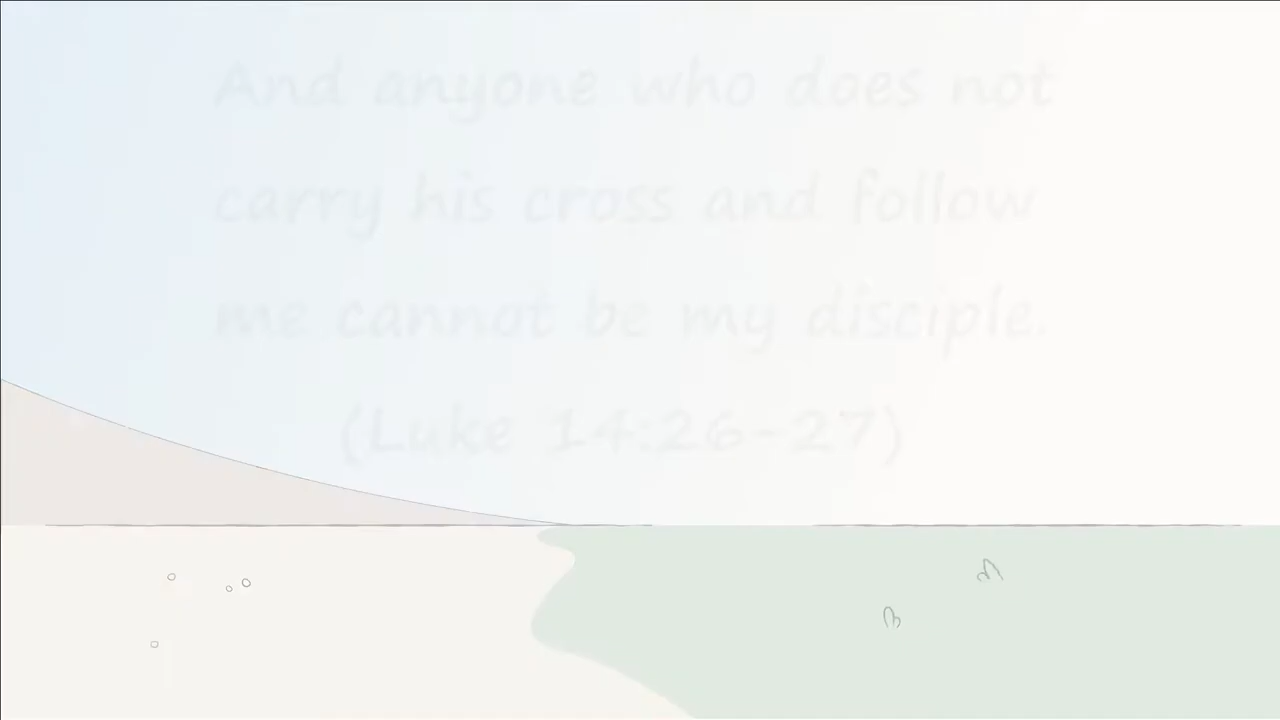 And anyone who does not
carry his cross and follow
me cannot be my disciple.
(Luke 14:26-27)